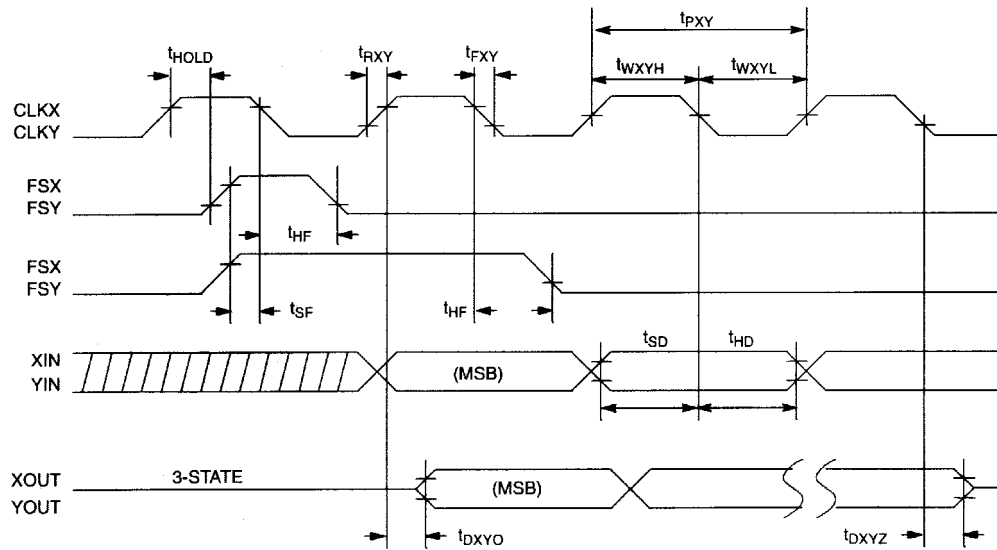 tPXY
tHOLD
tRXY
tFXY
tWXYH
tWXYL
CLKX
CLKY
FSX
FSY
tHF
FSX
FSY
tSF
tHF
XIN
YIN
(MSB)
tSD
tHD
XOUT
YOUT
3-STATE
(MSB)
tDXYO
tDXYZ